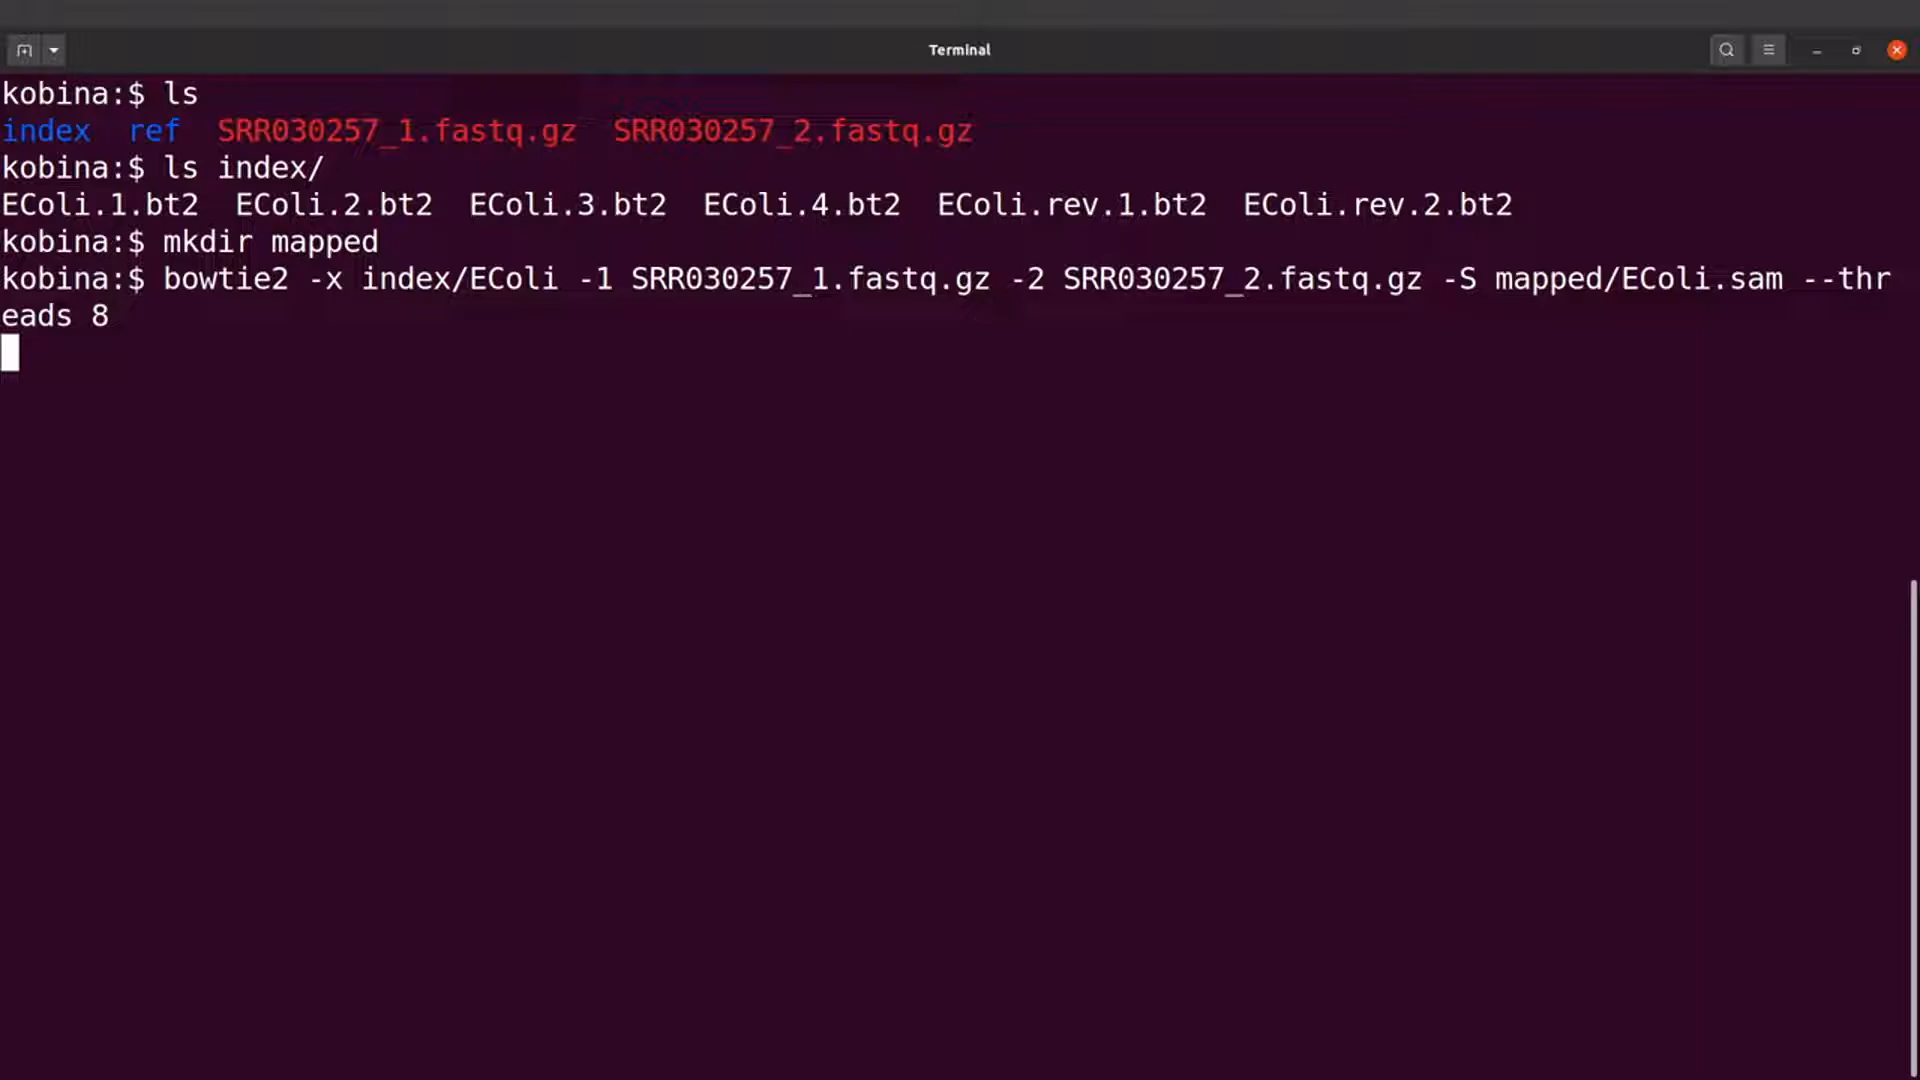 Terminal
kobina:$ ls
index ref SRR030257_1.fastq.gz SRR030257_2.fastq.gz
kobina:$ ls index/
EColi.1.bt2 EColi.2.bt2 EColi.3.bt2 EColi.4.bt2 EColi.rev.1.bt2 EColi.rev.2.bt2
kobina:$ mkdir mapped
kobina:$ bowtie2 -x index/EColi -1 SRR030257_1.fastq.gz -2 SRR030257_2.fastq.gz -S mapped/EColi.sam --thr
eads 8